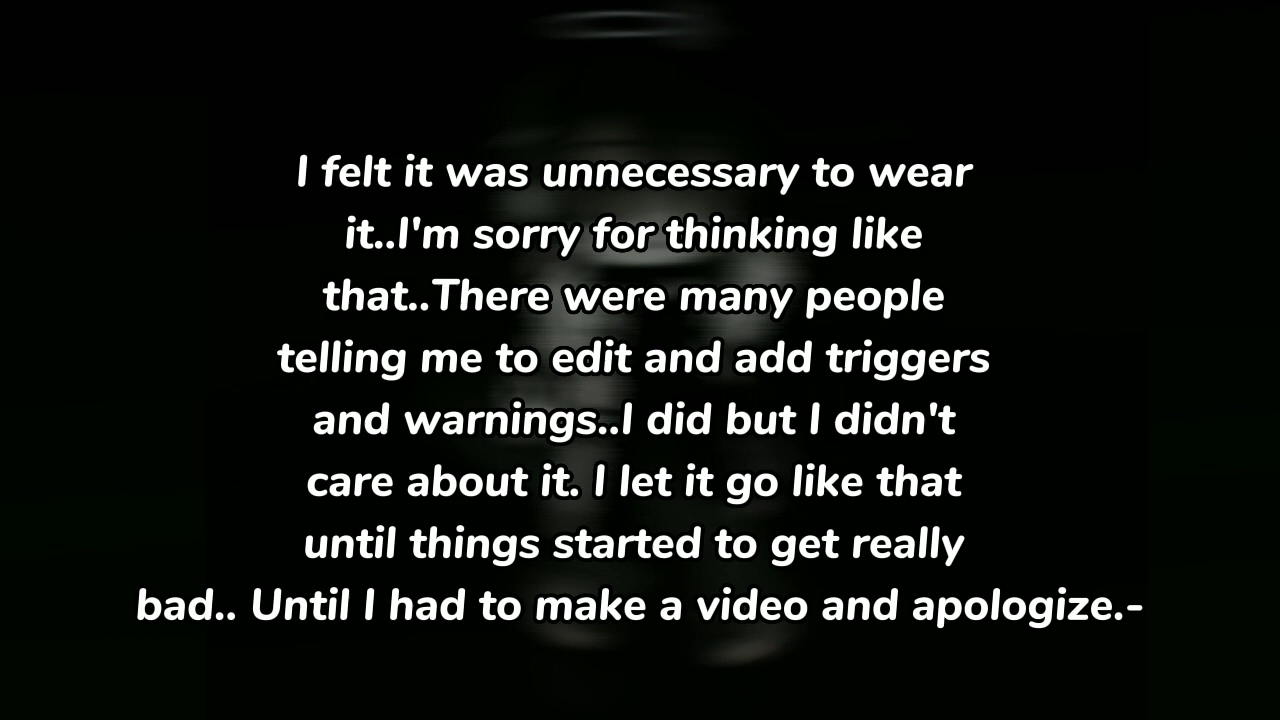 I felt it was unnecessary to wear
it..I'm sorry for thinking like
that..There were many people
telling me to edit and add triggers
and warnings..I did but I didn't
care about it. I let it go like that
until things started to get really
bad.. Until I had to make a video and apologize.-